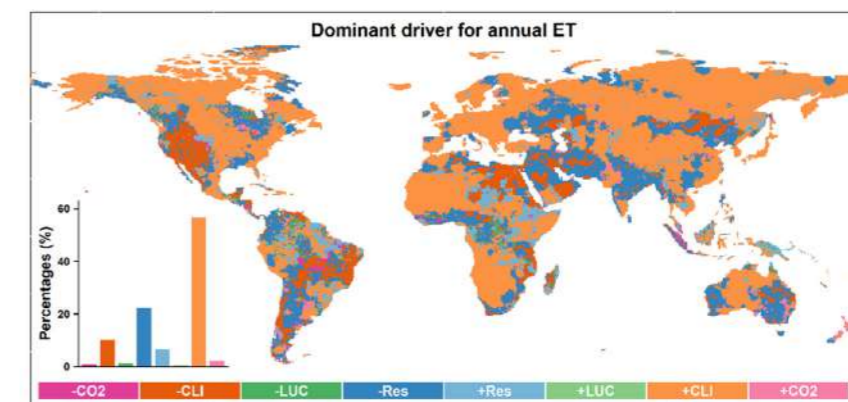 Dominant driver for annual ET
60
40
20
0
Percentages (%)
-CO2 -CLI -LUC -Res +Res +LUC +CLI +CO2